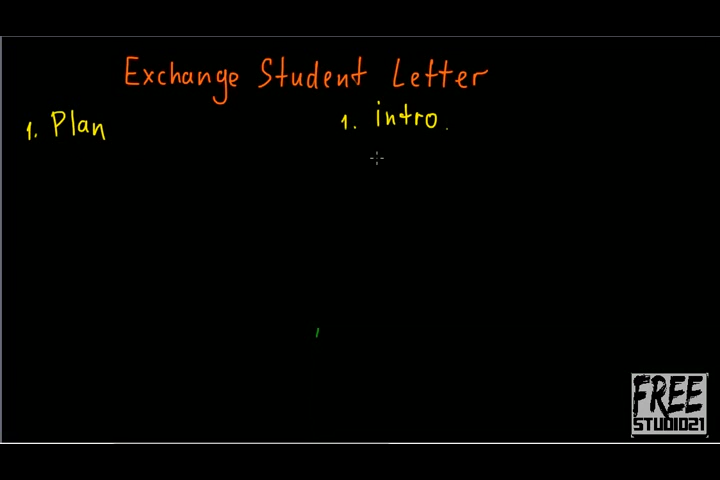 Exchange Student Letter
1. Plan
1. intro.
FREE
STUDIO21